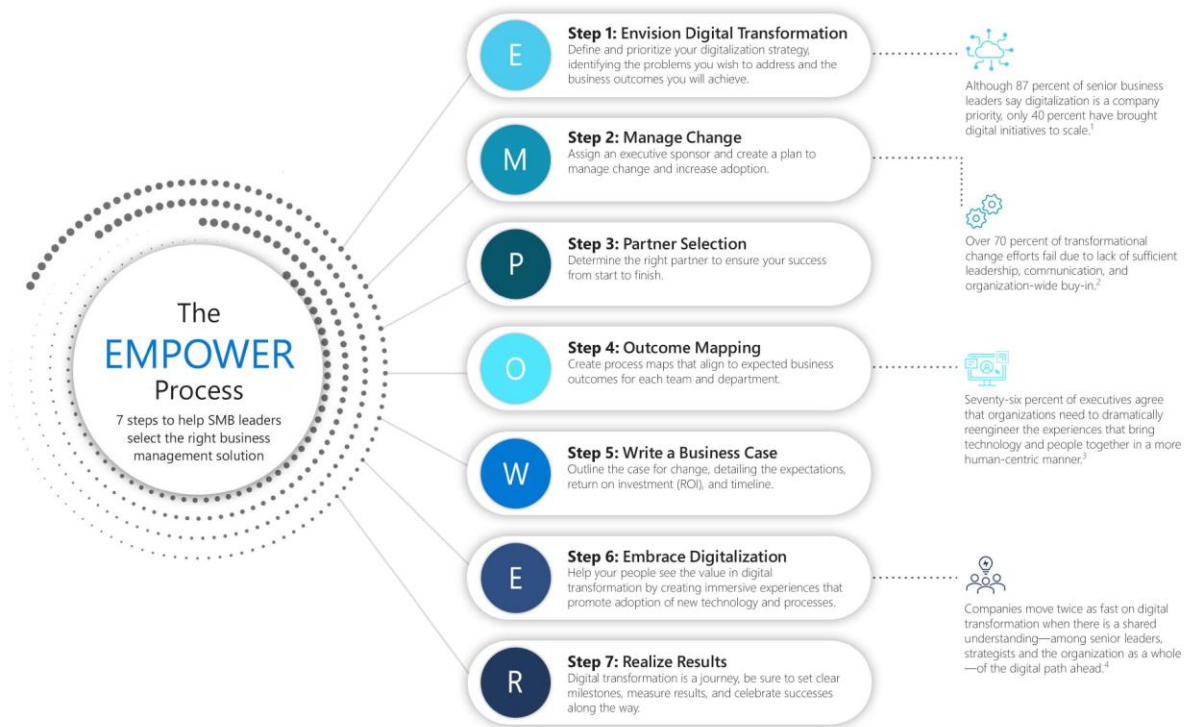 The
EMPOWER
Process
7 steps to help SMB leaders
select the right business
management solution
E
Step 1: Envision Digital Transformation
Define and prioritize your digitalization strategy,
identifying the problems you wish to address and the
business outcomes you will achieve.
Although 87 percent of senior business
leaders say digitalization is a company
priority, only 40 percent have brought
digital initiatives to scale.1
M
Step 2: Manage Change
Assign an executive sponsor and create a plan to
manage change and increase adoption.
Over 70 percent of transformational
change efforts fail due to lack of sufficient
leadership, communication, and
organization-wide buy-in.2
P
Step 3: Partner Selection
Determine the right partner to ensure your success
from start to finish.
O
Step 4: Outcome Mapping
Create process maps that align to expected business
outcomes for each team and department.
Seventy-six percent of executives agree
that organizations need to dramatically
reengineer the experiences that bring
technology and people together in a more
human-centric manner.3
W
Step 5: Write a Business Case
Outline the case for change, detailing the expectations,
return on investment (ROI), and timeline.
E
Step 6: Embrace Digitalization
Help your people see the value in digital
transformation by creating immersive experiences that
promote adoption of new technology and processes.
Companies move twice as fast on digital
transformation when there is a shared
understanding—among senior leaders,
strategists and the organization as a whole
—of the digital path ahead.4
R
Step 7: Realize Results
Digital transformation is a journey, be sure to set clear
milestones, measure results, and celebrate successes
along the way.